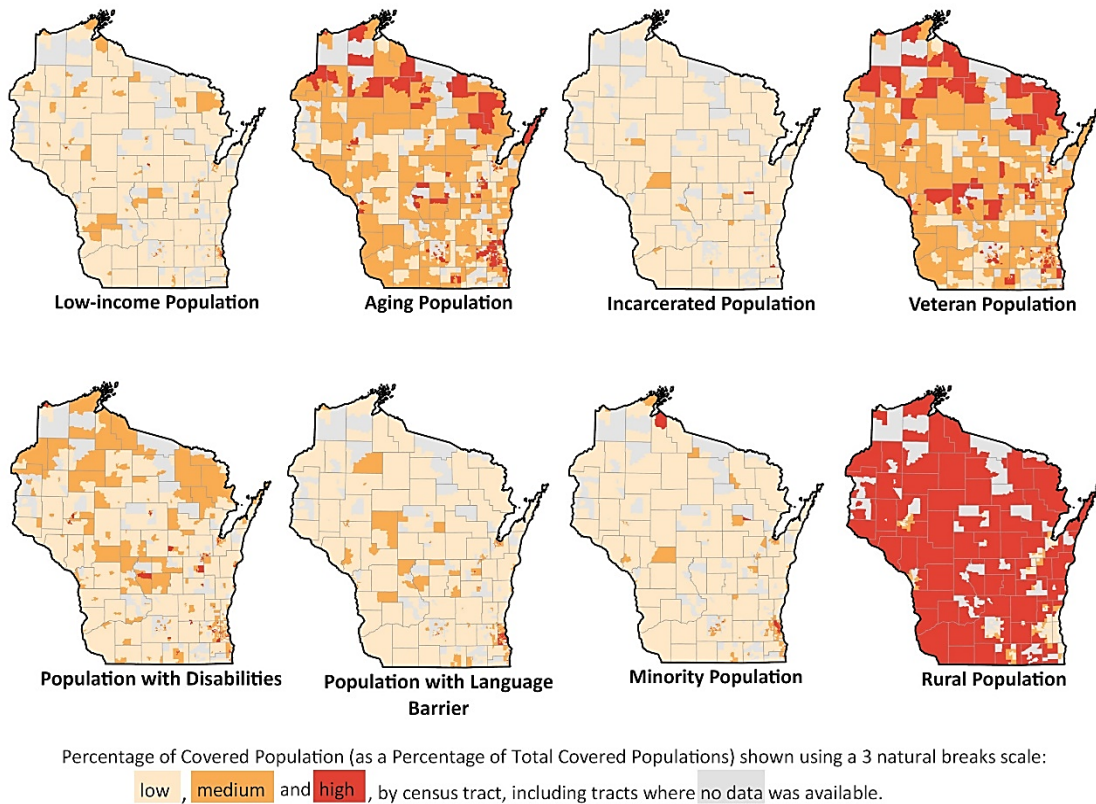 Low-income Population
Aging Population
Incarcerated Population
Veteran Population
Population with Disabilities
Population with Language
Barrier
Minority Population
Rural Population
Percentage of Covered Population (as a Percentage of Total Covered Populations) shown using a 3 natural breaks scale:
low , medium and high , by census tract, including tracts where no data was available.